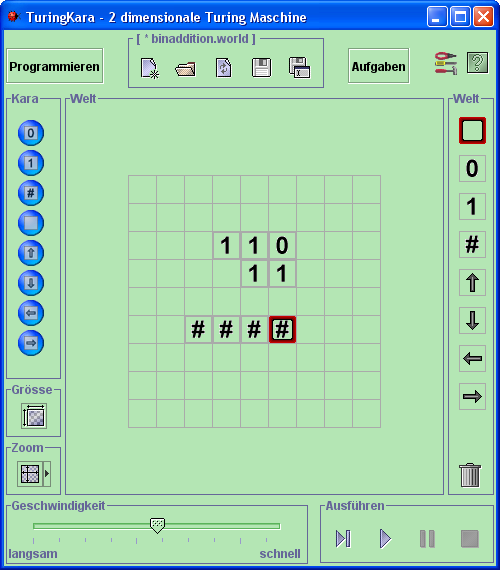 TuringKara - 2 dimensionale Turing Maschine
Programmieren
[ * binaddition.world ]
Aufgaben
?
Kara
0
1
#
Grösse
Zoom
Welt
1 1 0
1 1
# # # #
Welt
0
1
#
Geschwindigkeit
langsam
schnell
Ausführen